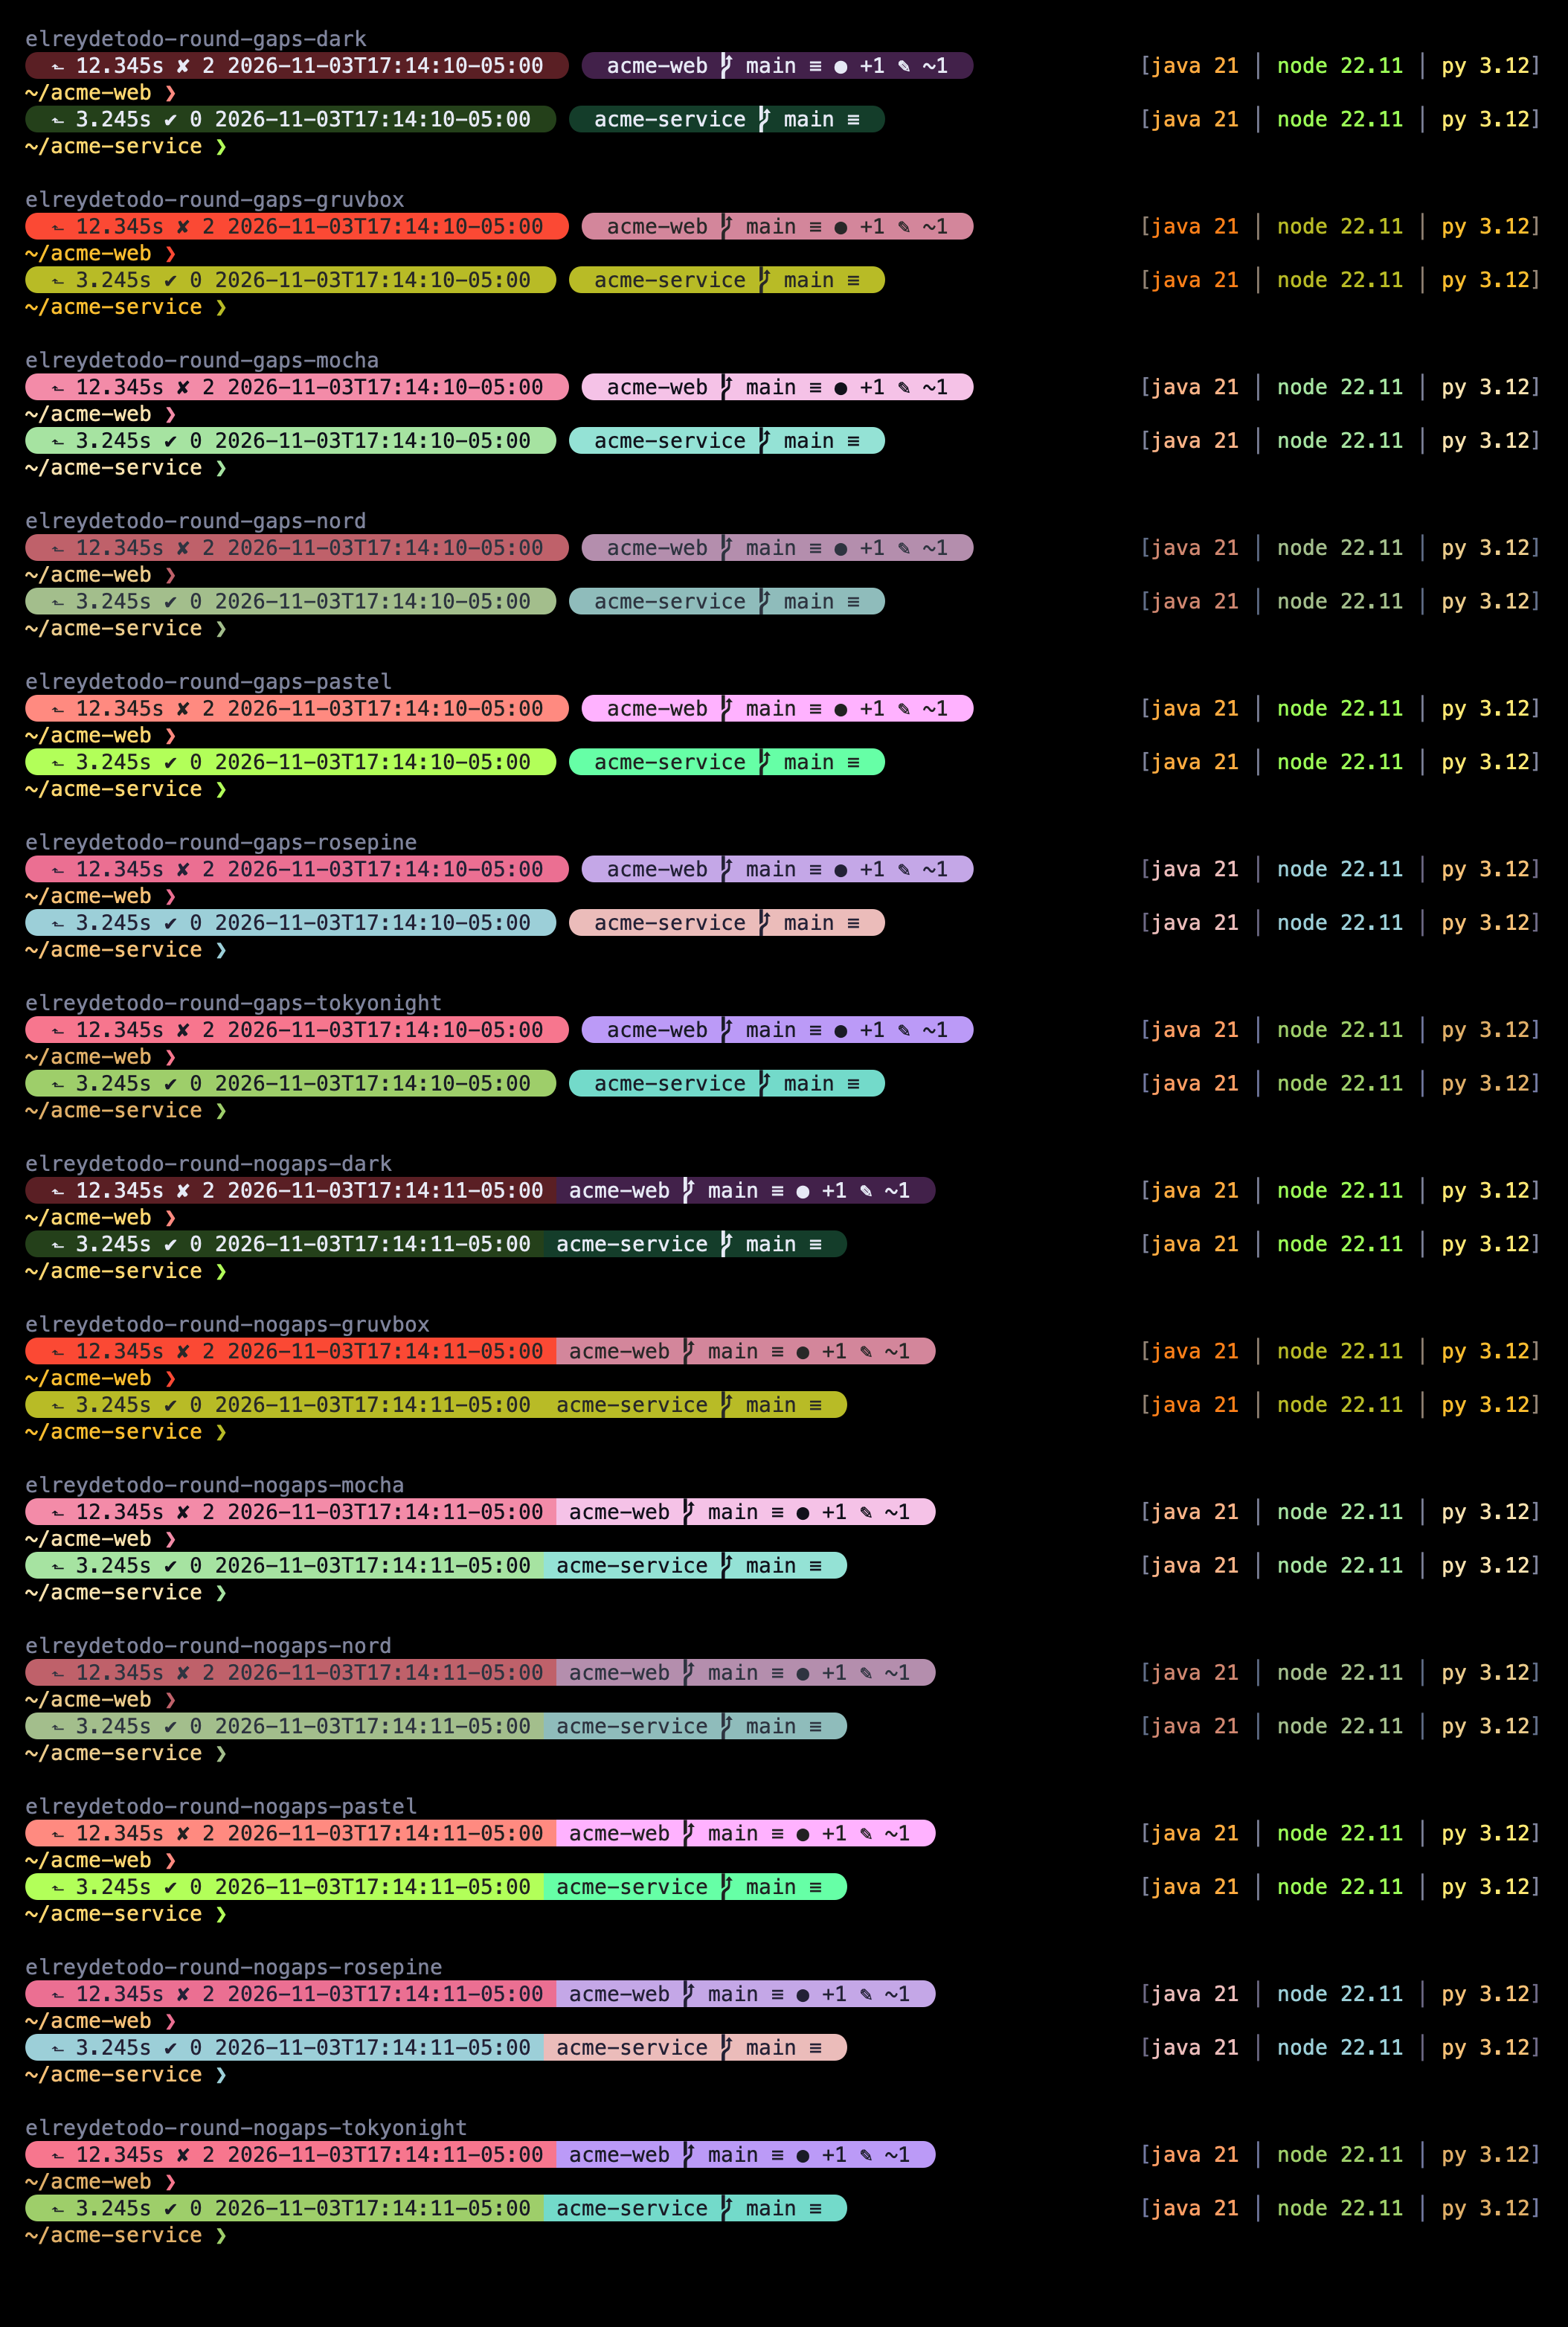 elreydetodo-round-gaps-dark
⬑ 12.345s ✘ 2 2026-11-03T17:14:10-05:00 acme-web main ≡ ● +1 ✎ ~1 [java 21 │ node 22.11 │ py 3.12]
~/acme-web ❯
⬑ 3.245s ✔ 0 2026-11-03T17:14:10-05:00 acme-service main ≡ [java 21 │ node 22.11 │ py 3.12]
~/acme-service ❯
elreydetodo-round-gaps-gruvbox
⬑ 12.345s ✘ 2 2026-11-03T17:14:10-05:00 acme-web main ≡ ● +1 ✎ ~1 [java 21 │ node 22.11 │ py 3.12]
~/acme-web ❯
⬑ 3.245s ✔ 0 2026-11-03T17:14:10-05:00 acme-service main ≡ [java 21 │ node 22.11 │ py 3.12]
~/acme-service ❯
elreydetodo-round-gaps-mocha
⬑ 12.345s ✘ 2 2026-11-03T17:14:10-05:00 acme-web main ≡ ● +1 ✎ ~1 [java 21 │ node 22.11 │ py 3.12]
~/acme-web ❯
⬑ 3.245s ✔ 0 2026-11-03T17:14:10-05:00 acme-service main ≡ [java 21 │ node 22.11 │ py 3.12]
~/acme-service ❯
elreydetodo-round-gaps-nord
⬑ 12.345s ✘ 2 2026-11-03T17:14:10-05:00 acme-web main ≡ ● +1 ✎ ~1 [java 21 │ node 22.11 │ py 3.12]
~/acme-web ❯
⬑ 3.245s ✔ 0 2026-11-03T17:14:10-05:00 acme-service main ≡ [java 21 │ node 22.11 │ py 3.12]
~/acme-service ❯
elreydetodo-round-gaps-pastel
⬑ 12.345s ✘ 2 2026-11-03T17:14:10-05:00 acme-web main ≡ ● +1 ✎ ~1 [java 21 │ node 22.11 │ py 3.12]
~/acme-web ❯
⬑ 3.245s ✔ 0 2026-11-03T17:14:10-05:00 acme-service main ≡ [java 21 │ node 22.11 │ py 3.12]
~/acme-service ❯
elreydetodo-round-gaps-rosepine
⬑ 12.345s ✘ 2 2026-11-03T17:14:10-05:00 acme-web main ≡ ● +1 ✎ ~1 [java 21 │ node 22.11 │ py 3.12]
~/acme-web ❯
⬑ 3.245s ✔ 0 2026-11-03T17:14:10-05:00 acme-service main ≡ [java 21 │ node 22.11 │ py 3.12]
~/acme-service ❯
elreydetodo-round-gaps-tokyonight
⬑ 12.345s ✘ 2 2026-11-03T17:14:10-05:00 acme-web main ≡ ● +1 ✎ ~1 [java 21 │ node 22.11 │ py 3.12]
~/acme-web ❯
⬑ 3.245s ✔ 0 2026-11-03T17:14:10-05:00 acme-service main ≡ [java 21 │ node 22.11 │ py 3.12]
~/acme-service ❯
elreydetodo-round-nogaps-dark
⬑ 12.345s ✘ 2 2026-11-03T17:14:11-05:00 acme-web main ≡ ● +1 ✎ ~1 [java 21 │ node 22.11 │ py 3.12]
~/acme-web ❯
⬑ 3.245s ✔ 0 2026-11-03T17:14:11-05:00 acme-service main ≡ [java 21 │ node 22.11 │ py 3.12]
~/acme-service ❯
elreydetodo-round-nogaps-gruvbox
⬑ 12.345s ✘ 2 2026-11-03T17:14:11-05:00 acme-web main ≡ ● +1 ✎ ~1 [java 21 │ node 22.11 │ py 3.12]
~/acme-web ❯
⬑ 3.245s ✔ 0 2026-11-03T17:14:11-05:00 acme-service main ≡ [java 21 │ node 22.11 │ py 3.12]
~/acme-service ❯
elreydetodo-round-nogaps-mocha
⬑ 12.345s ✘ 2 2026-11-03T17:14:11-05:00 acme-web main ≡ ● +1 ✎ ~1 [java 21 │ node 22.11 │ py 3.12]
~/acme-web ❯
⬑ 3.245s ✔ 0 2026-11-03T17:14:11-05:00 acme-service main ≡ [java 21 │ node 22.11 │ py 3.12]
~/acme-service ❯
elreydetodo-round-nogaps-nord
⬑ 12.345s ✘ 2 2026-11-03T17:14:11-05:00 acme-web main ≡ ● +1 ✎ ~1 [java 21 │ node 22.11 │ py 3.12]
~/acme-web ❯
⬑ 3.245s ✔ 0 2026-11-03T17:14:11-05:00 acme-service main ≡ [java 21 │ node 22.11 │ py 3.12]
~/acme-service ❯
elreydetodo-round-nogaps-pastel
⬑ 12.345s ✘ 2 2026-11-03T17:14:11-05:00 acme-web main ≡ ● +1 ✎ ~1 [java 21 │ node 22.11 │ py 3.12]
~/acme-web ❯
⬑ 3.245s ✔ 0 2026-11-03T17:14:11-05:00 acme-service main ≡ [java 21 │ node 22.11 │ py 3.12]
~/acme-service ❯
elreydetodo-round-nogaps-rosepine
⬑ 12.345s ✘ 2 2026-11-03T17:14:11-05:00 acme-web main ≡ ● +1 ✎ ~1 [java 21 │ node 22.11 │ py 3.12]
~/acme-web ❯
⬑ 3.245s ✔ 0 2026-11-03T17:14:11-05:00 acme-service main ≡ [java 21 │ node 22.11 │ py 3.12]
~/acme-service ❯
elreydetodo-round-nogaps-tokyonight
⬑ 12.345s ✘ 2 2026-11-03T17:14:11-05:00 acme-web main ≡ ● +1 ✎ ~1 [java 21 │ node 22.11 │ py 3.12]
~/acme-web ❯
⬑ 3.245s ✔ 0 2026-11-03T17:14:11-05:00 acme-service main ≡ [java 21 │ node 22.11 │ py 3.12]
~/acme-service ❯